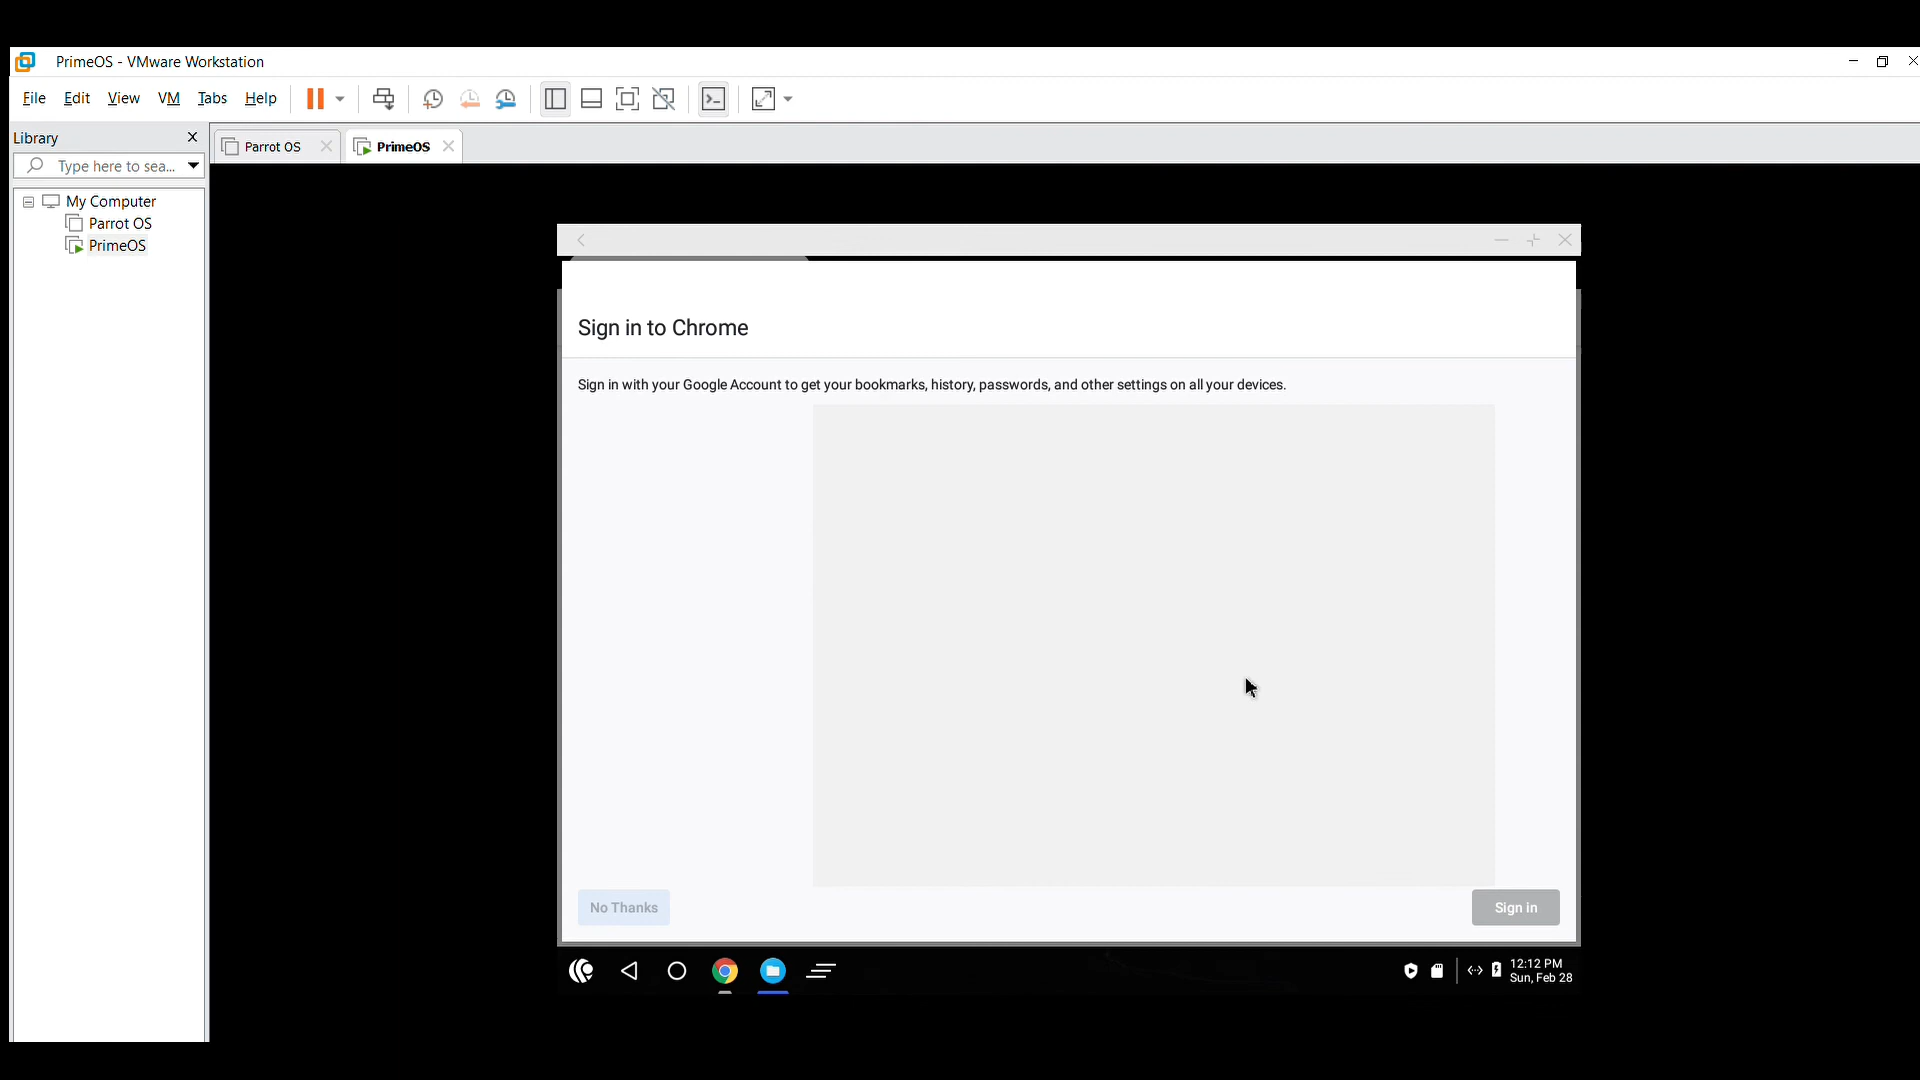 PrimeOS - VMware Workstation
File Edit View VM Tabs Help
Library
Parrot OS
PrimeOS
Type here to sea...
My Computer
Parrot OS
PrimeOS
Sign in to Chrome
Sign in with your Google Account to get your bookmarks, history, passwords, and other settings on all your devices.
No Thanks
Sign in
12:12 PM
Sun, Feb 28